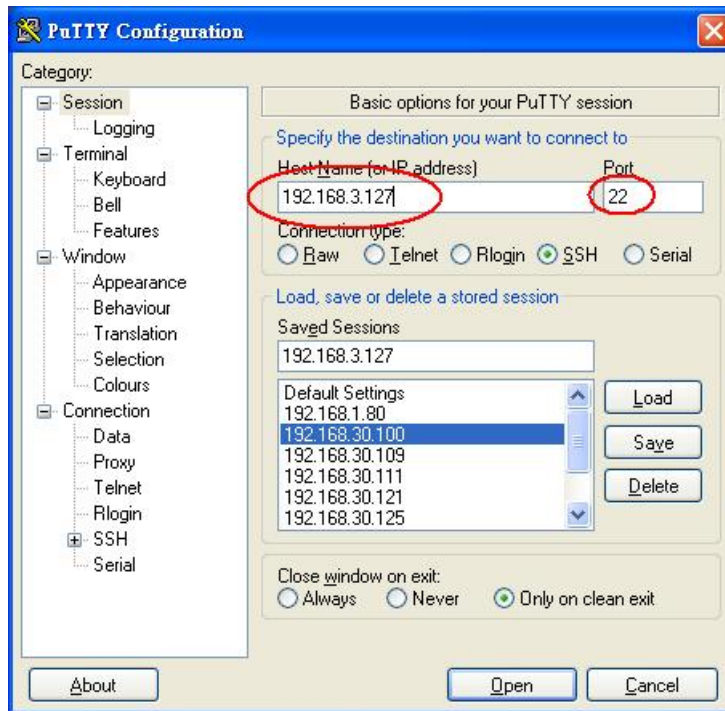 PuTTY Configuration
Category:
Session
Logging
Terminal
Keyboard
Bell
Features
Window
Appearance
Behaviour
Translation
Selection
Colours
Connection
Data
Proxy
Telnet
Rlogin
SSH
Serial
Basic options for your PuTTY session
Specify the destination you want to connect to
Host Name (or IP address) Port
192.168.3.127 22
Connection type:
Raw Telnet Rlogin SSH Serial
Load, save or delete a stored session
Saved Sessions
192.168.3.127
Default Settings
192.168.1.80
192.168.30.100
192.168.30.109
192.168.30.111
192.168.30.121
192.168.30.125
Load
Save
Delete
Close window on exit:
Always Never Only on clean exit
About Open Cancel